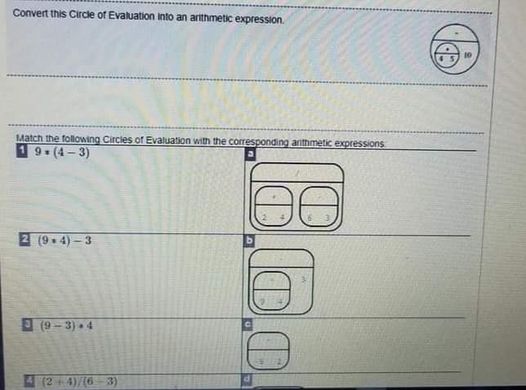 Convert this Circle of Evaluation into an arithmetic expression.
4 5 10
Match the following Circles of Evaluation with the corresponding arithmetic expressions
1 9 * (4 – 3)
a
/
2 4 6 3
2 (9 * 4) – 3
b
3
9 4
3 (9 – 3) * 4
c
4 (2 + 4)/(6 – 3)
d